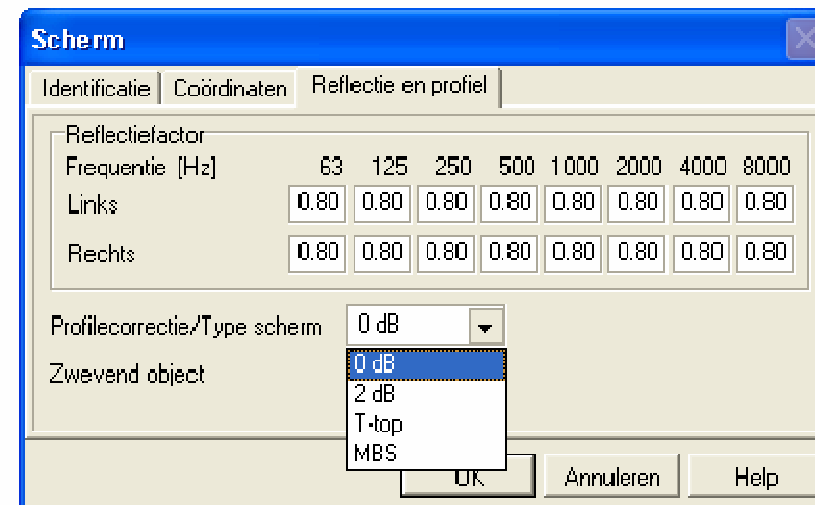 Scherm
Identificatie Coördinaten Reflectie en profiel
Reflectiefactor
Frequentie [Hz] 63 125 250 500 1000 2000 4000 8000
Links 0.80 0.80 0.80 0.80 0.80 0.80 0.80 0.80
Rechts 0.80 0.80 0.80 0.80 0.80 0.80 0.80 0.80
Profilecorrectie/Type scherm 0 dB
0 dB
Zwevend object
2 dB
T-top
MBS
OK Annuleren Help